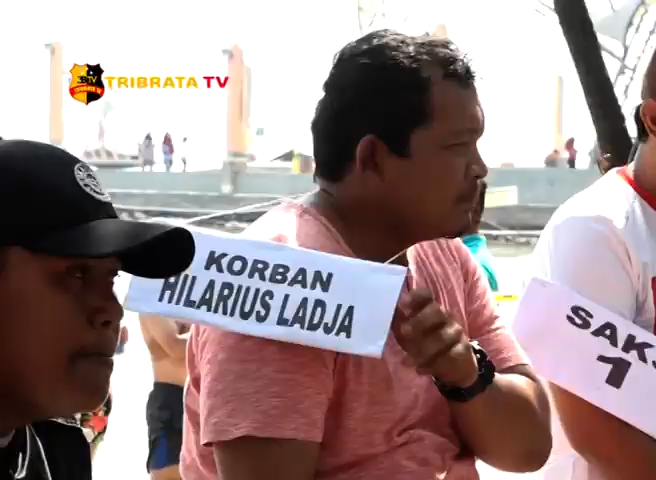 TRIBRATA TV
KORBAN
HILARIUS LADJA
SAKS
1